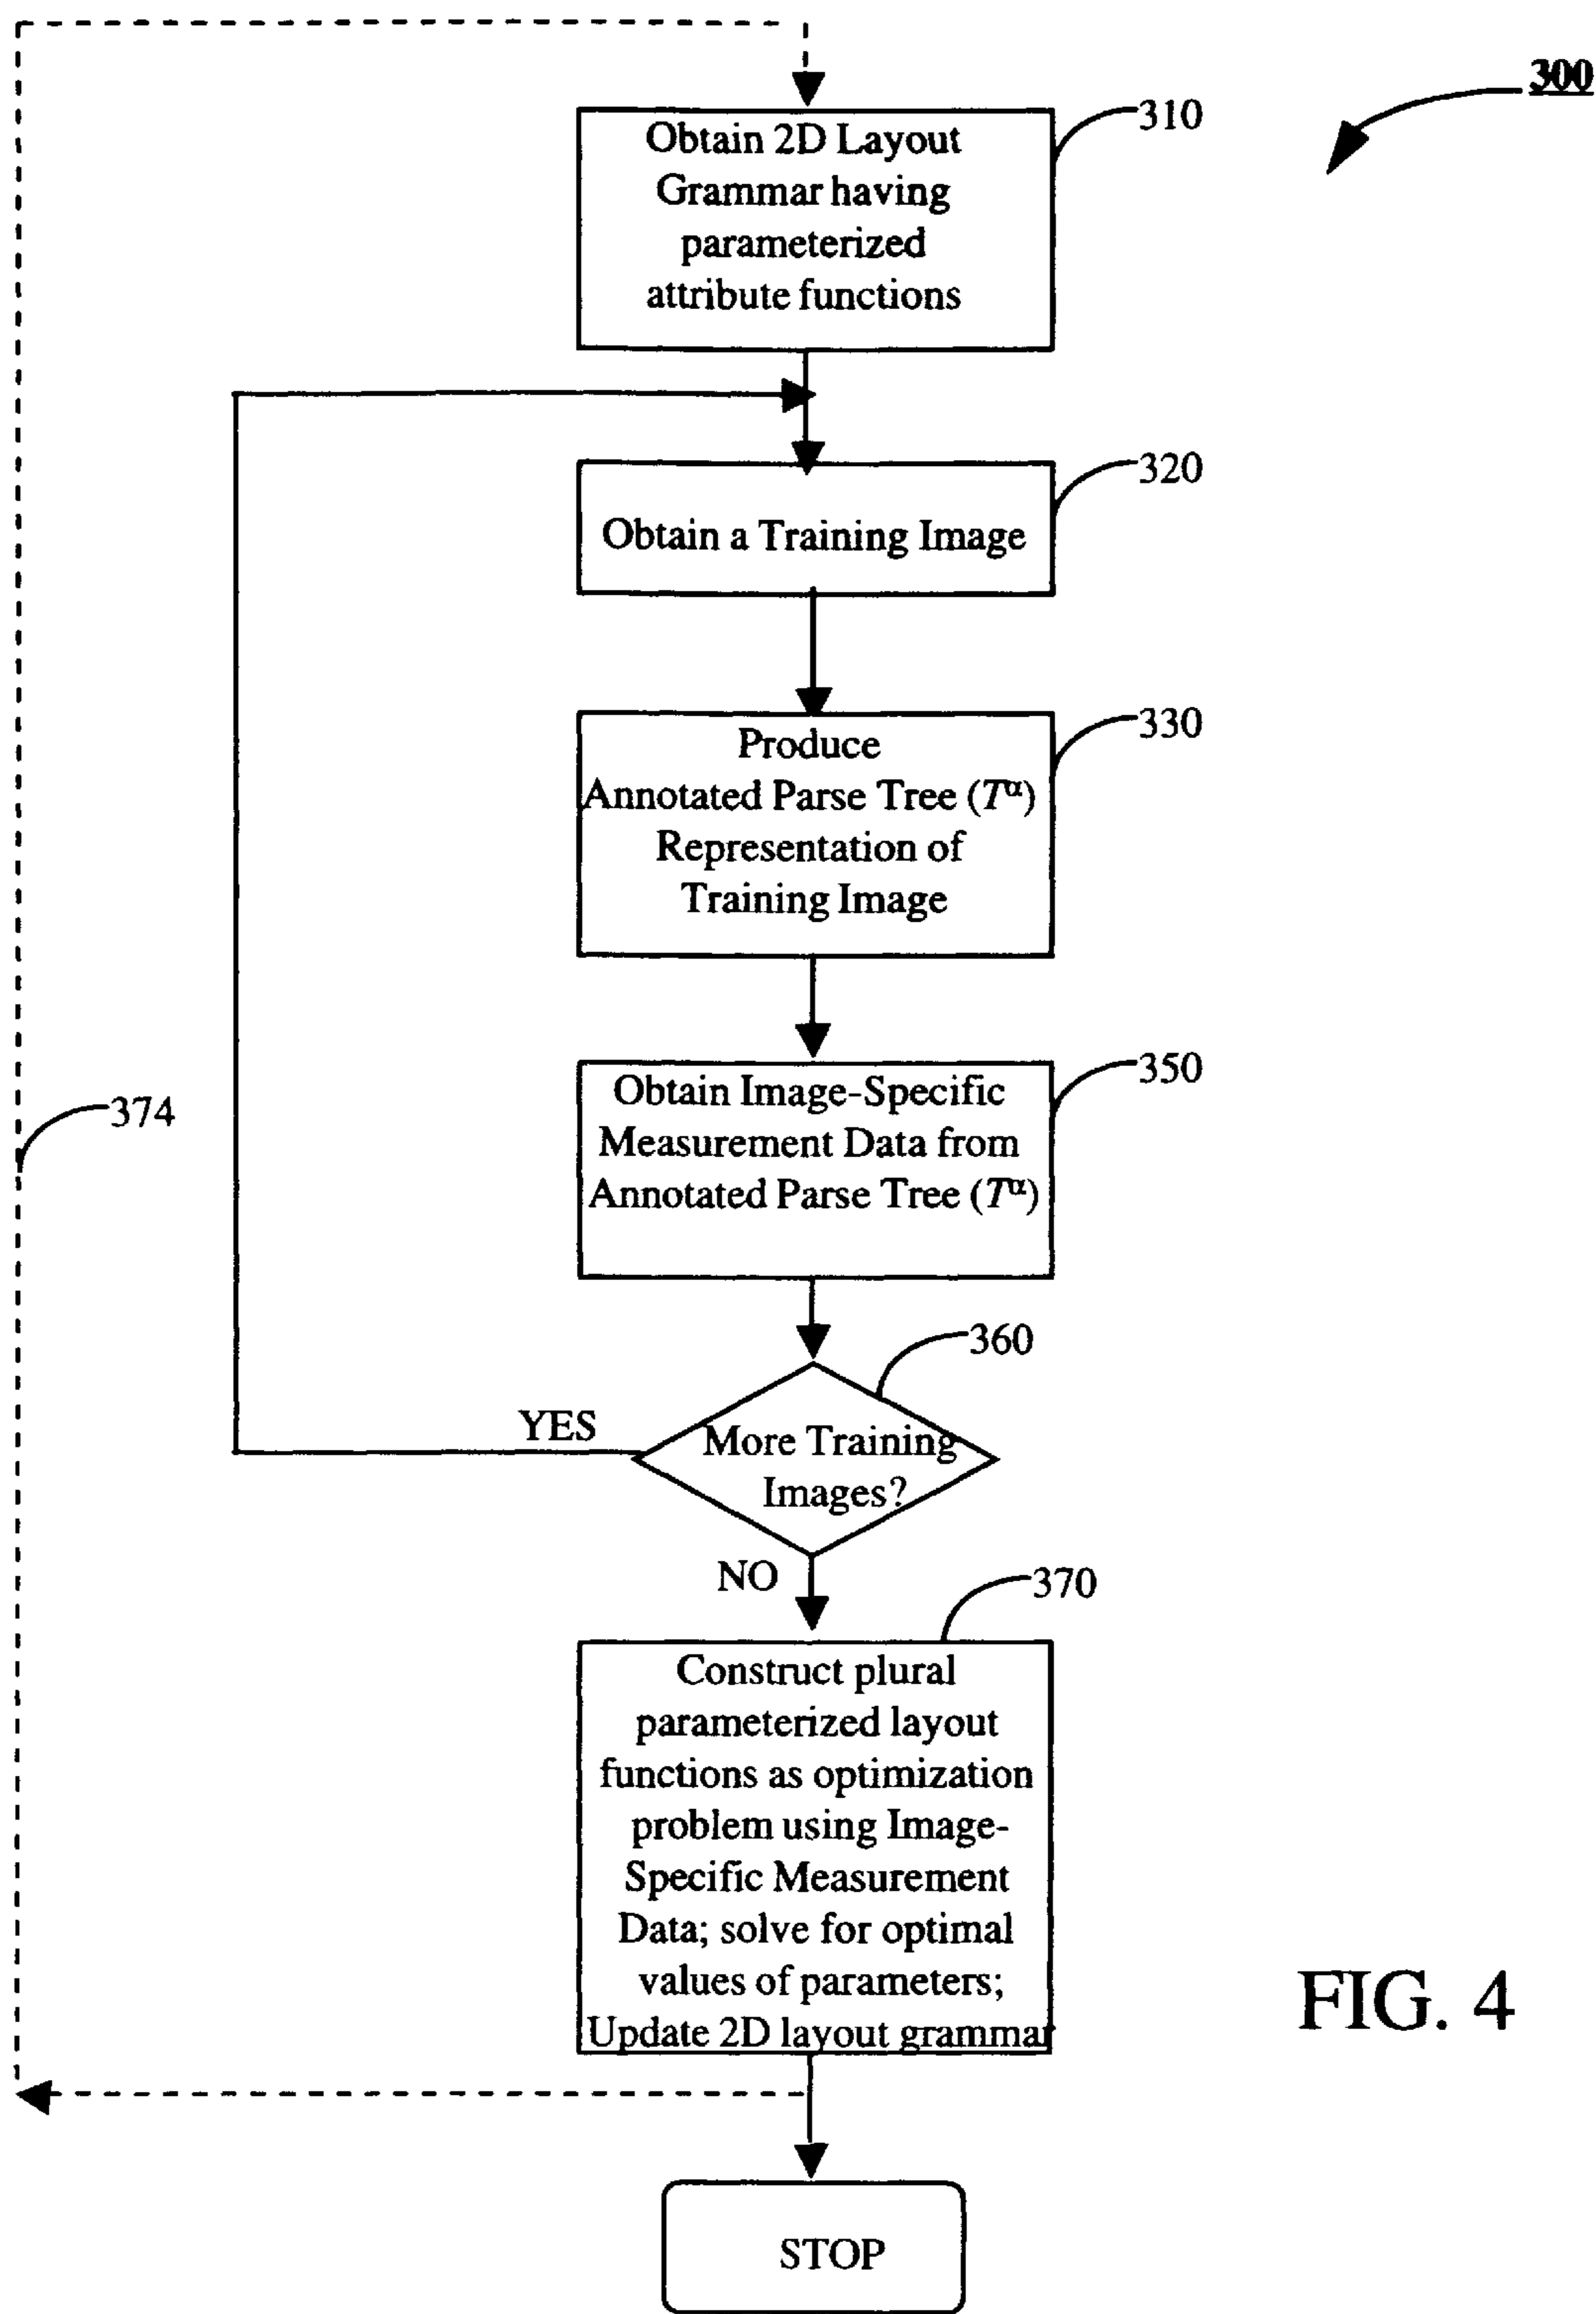 300
310
Obtain 2D Layout
Grammar having
parameterized
attribute functions
320
Obtain a Training Image
330
Produce
Annotated Parse Tree (Tᵅ)
Representation of
Training Image
350
Obtain Image-Specific
Measurement Data from
Annotated Parse Tree (Tᵅ)
374
360
YES
More Training
Images?
NO
370
Construct plural
parameterized layout
functions as optimization
problem using Image-
Specific Measurement
Data; solve for optimal
values of parameters;
Update 2D layout grammar
FIG. 4
STOP